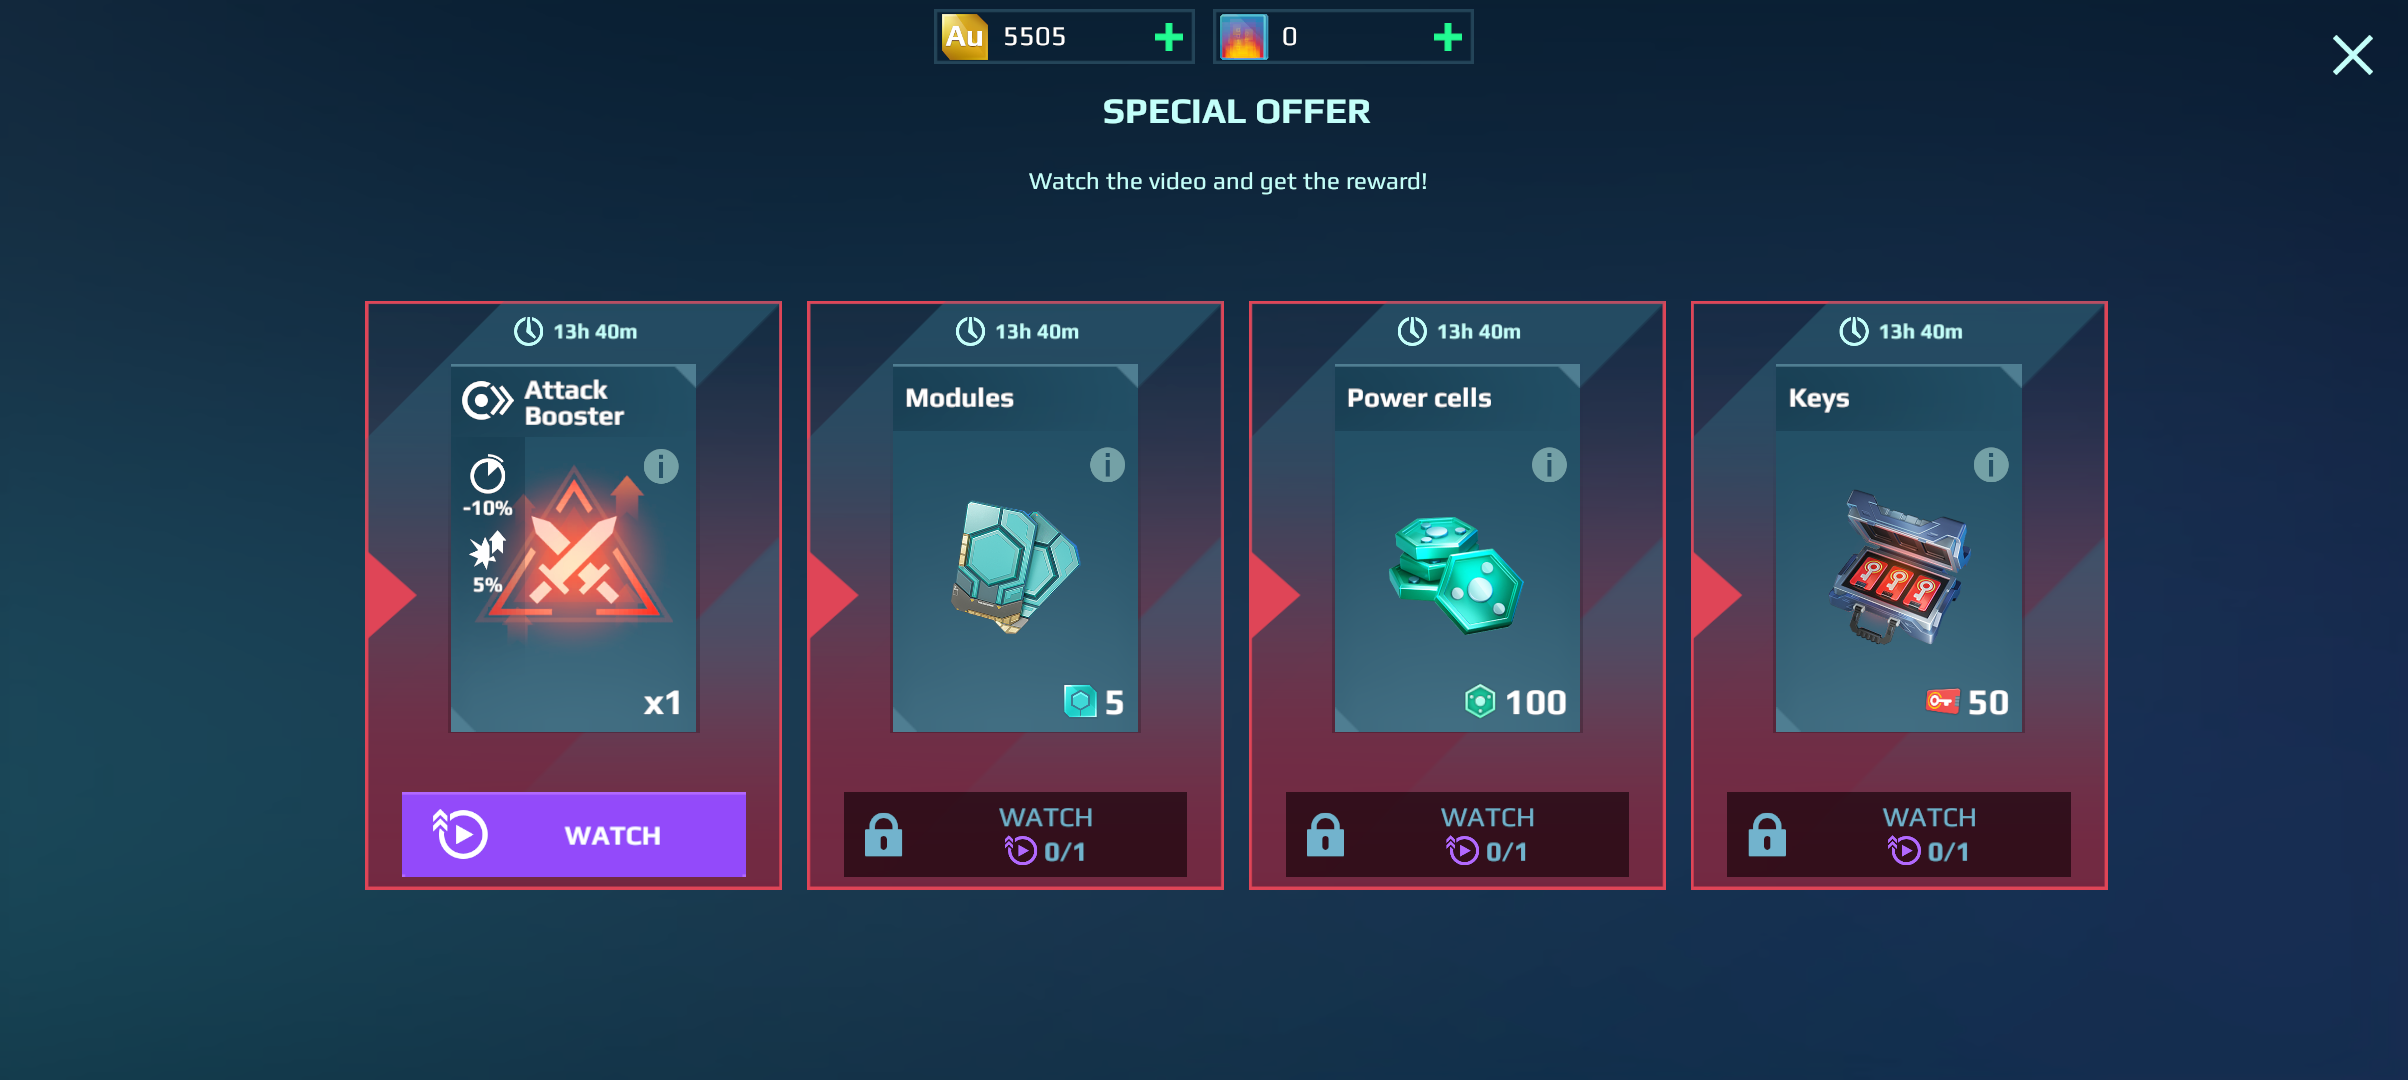 Au 5505 0
SPECIAL OFFER
Watch the video and get the reward!
13h 40m
Attack
Booster
-10%
5%
x1
WATCH
13h 40m
Modules
5
WATCH
0/1
13h 40m
Power cells
100
WATCH
0/1
13h 40m
Keys
50
WATCH
0/1